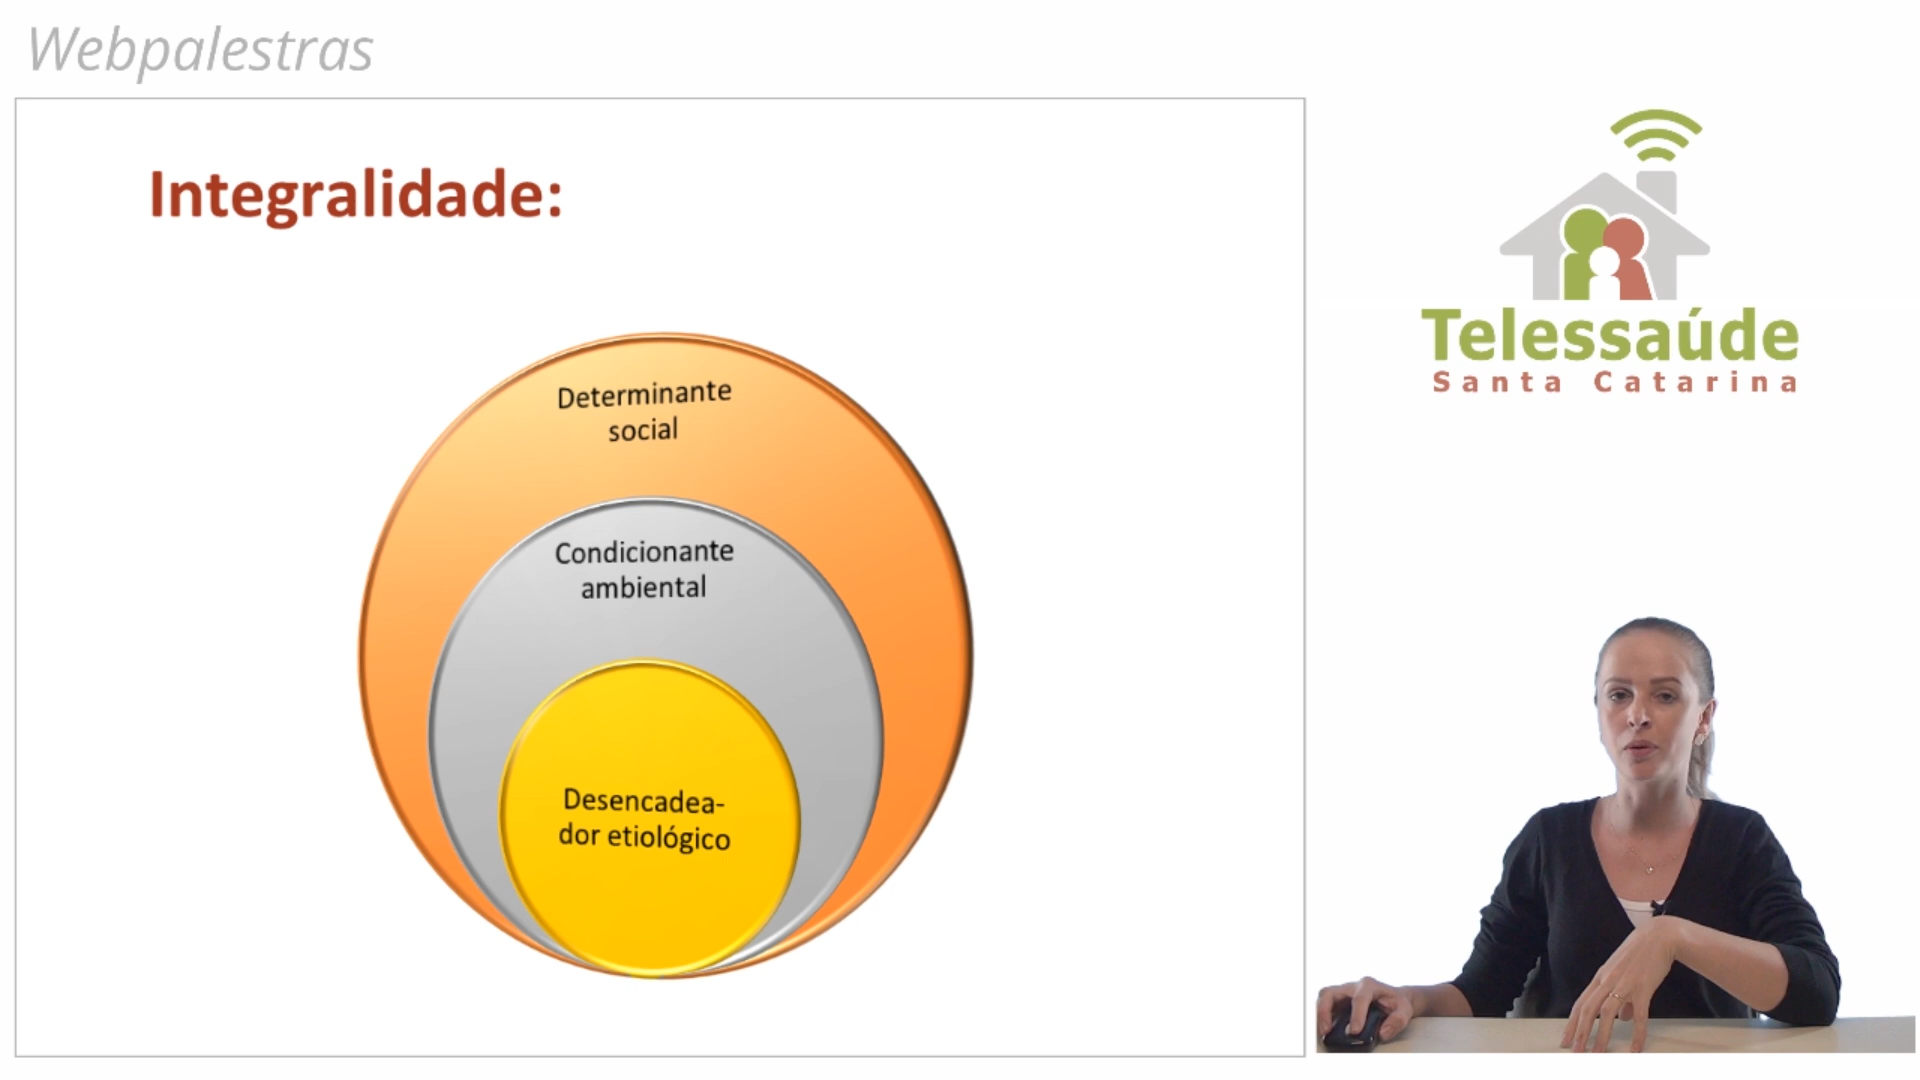 Webpalestras
Integralidade:
Determinante
social
Condicionante
ambiental
Desencadea-
dor etiológico
Telessaúde
Santa Catarina